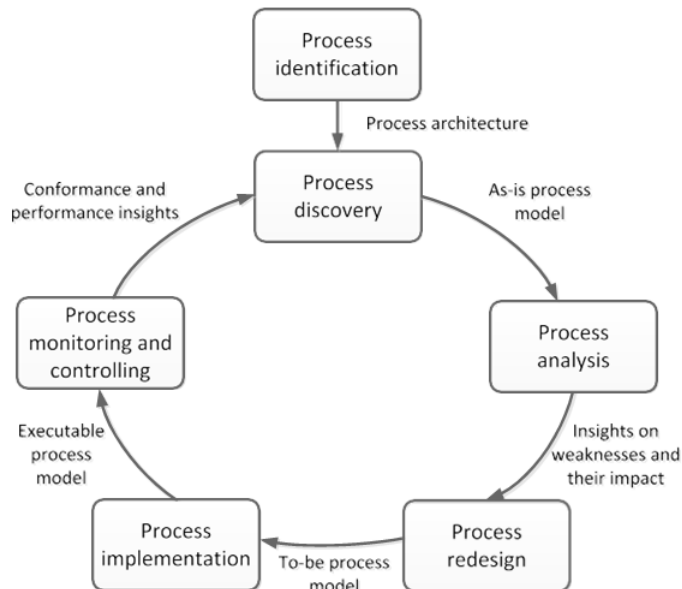 Process
identification
Process architecture
Process
discovery
As-is process
model
Process
analysis
Insights on
weaknesses and
their impact
Process
redesign
To-be process
model
Process
implementation
Executable
process
model
Process
monitoring and
controlling
Conformance and
performance insights